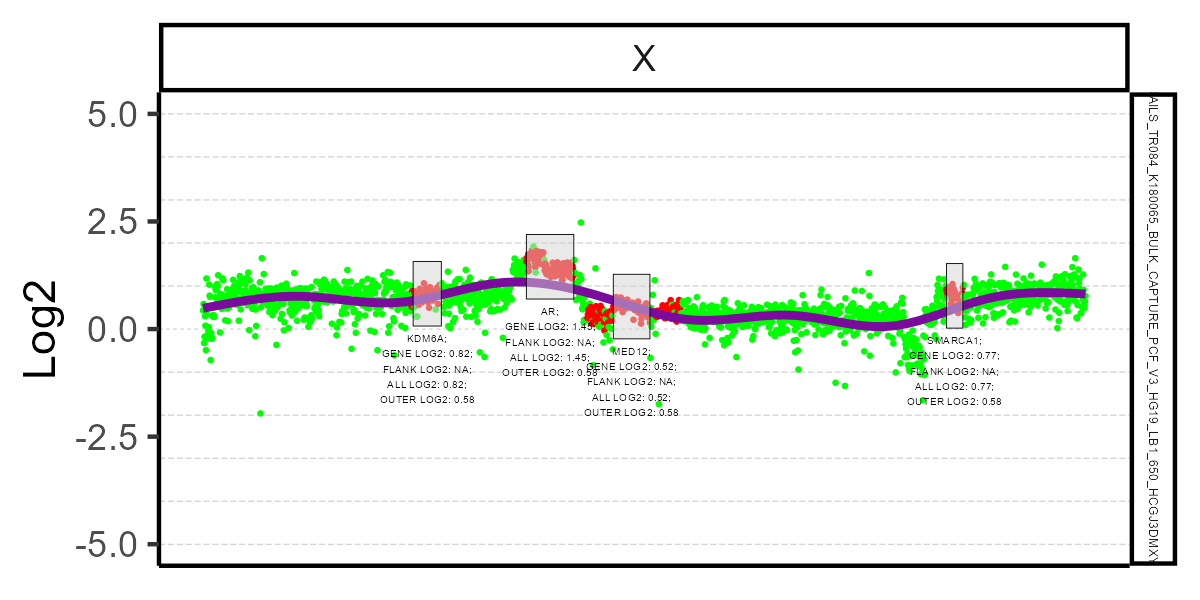 X
5.0
2.5
0.0
-2.5
-5.0
Log2
KDM6A;
GENE LOG2: 0.82;
FLANK LOG2: NA;
ALL LOG2: 0.82;
OUTER LOG2: 0.58
AR;
GENE LOG2: 1.45;
FLANK LOG2: NA;
ALL LOG2: 1.45;
OUTER LOG2: 0.58
MED12;
GENE LOG2: 0.52;
FLANK LOG2: NA;
ALL LOG2: 0.52;
OUTER LOG2: 0.58
SMARCA1;
GENE LOG2: 0.77;
FLANK LOG2: NA;
ALL LOG2: 0.77;
OUTER LOG2: 0.58
AILS_TR084_K180065_BULK_CAPTURE_PCF_V3_HG19_LB1_650_HCGJ3DMXY